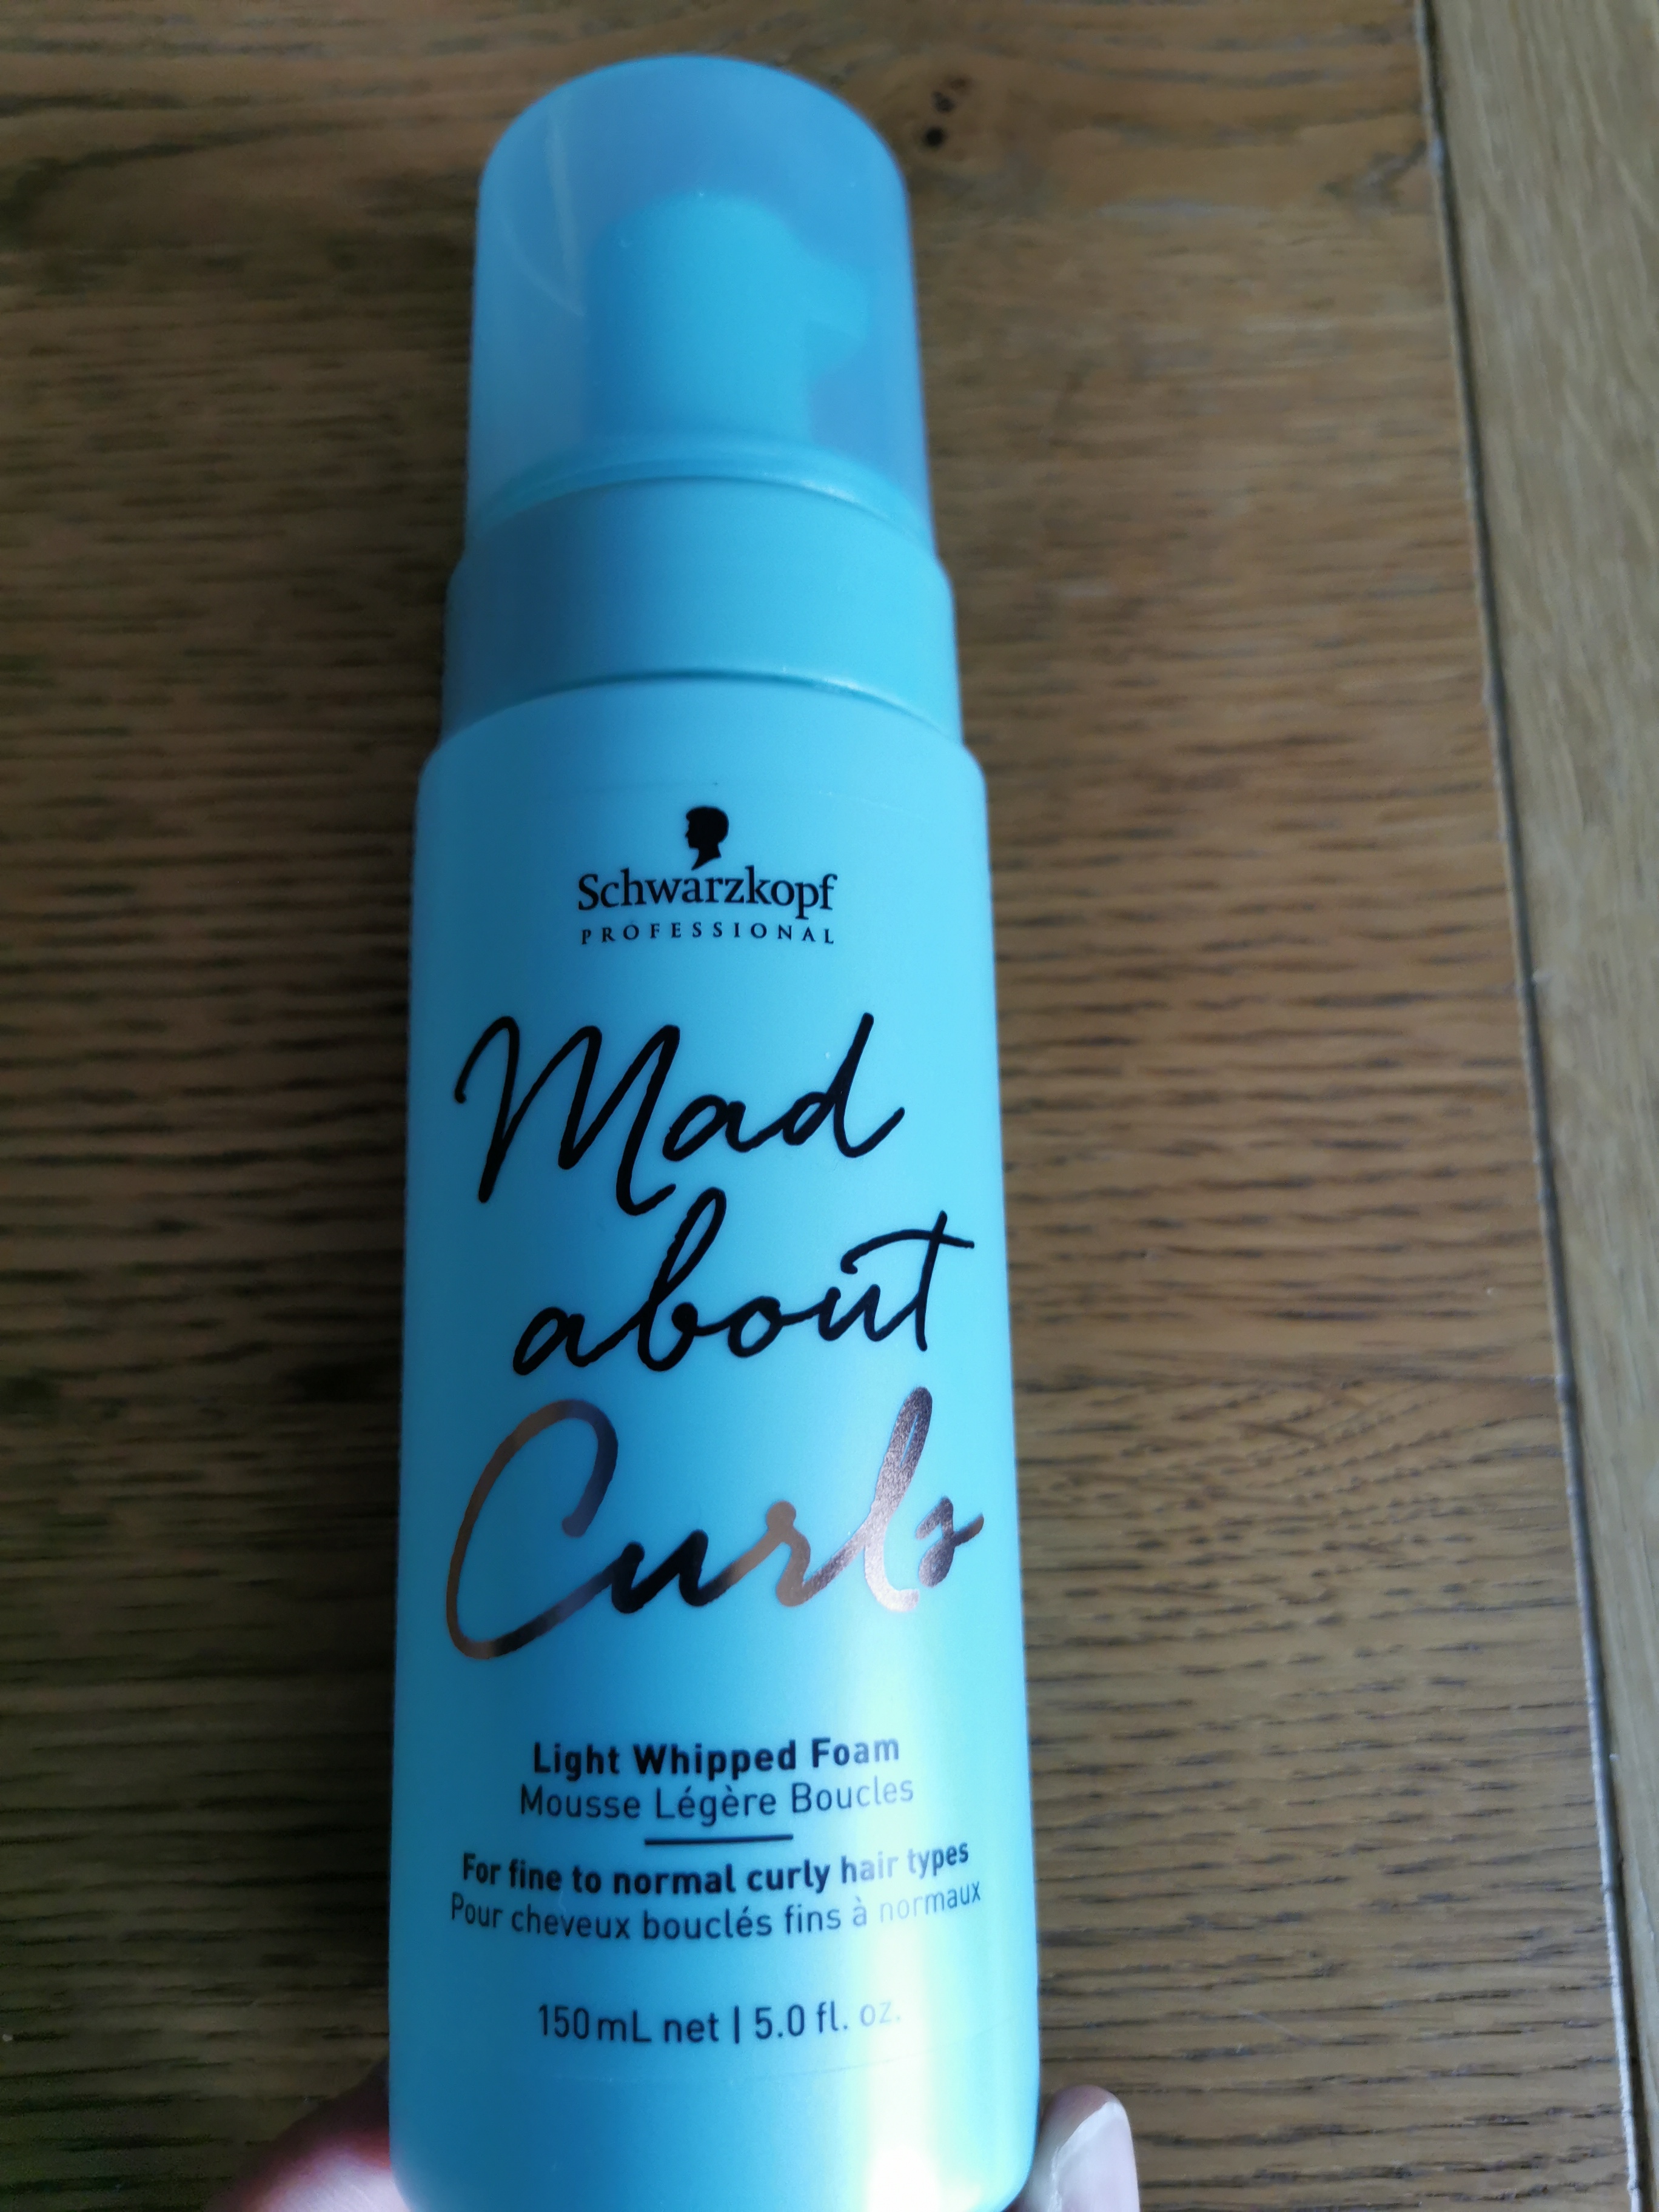 Schwarzkopf
PROFESSIONAL
Mad
about
Curls
Light Whipped Foam
Mousse Légère Boucles
For fine to normal curly hair types
Pour cheveux bouclés fins à normaux
150mL net | 5.0 fl. oz.